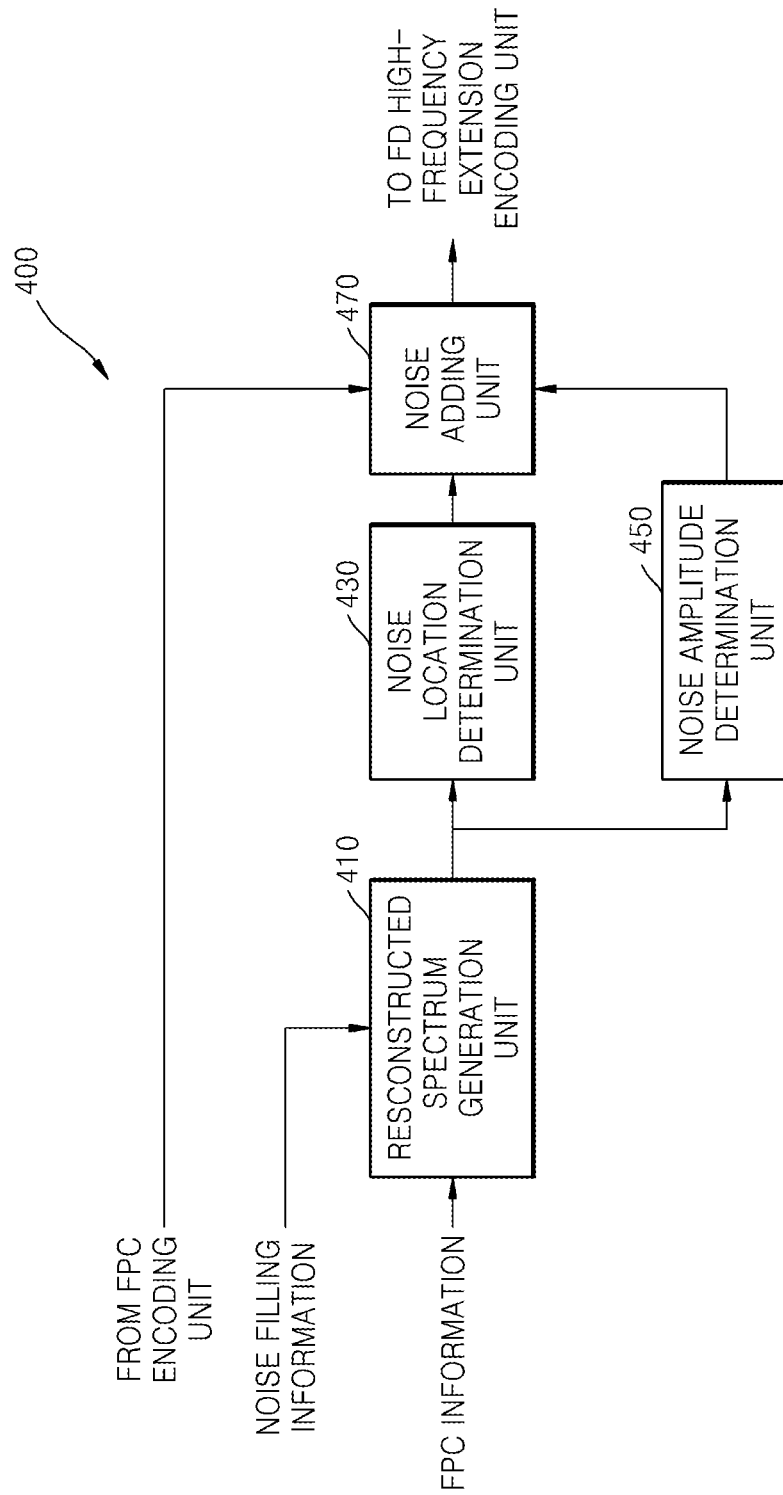 400
FROM FPC
ENCODING
UNIT
NOISE FILLING
INFORMATION
FPC INFORMATION
410
RESCONSTRUCTED
SPECTRUM
GENERATION
UNIT
430
NOISE
LOCATION
DETERMINATION
UNIT
450
NOISE AMPLITUDE
DETERMINATION
UNIT
470
NOISE
ADDING
UNIT
TO FD HIGH-
FREQUENCY
EXTENSION
ENCODING UNIT